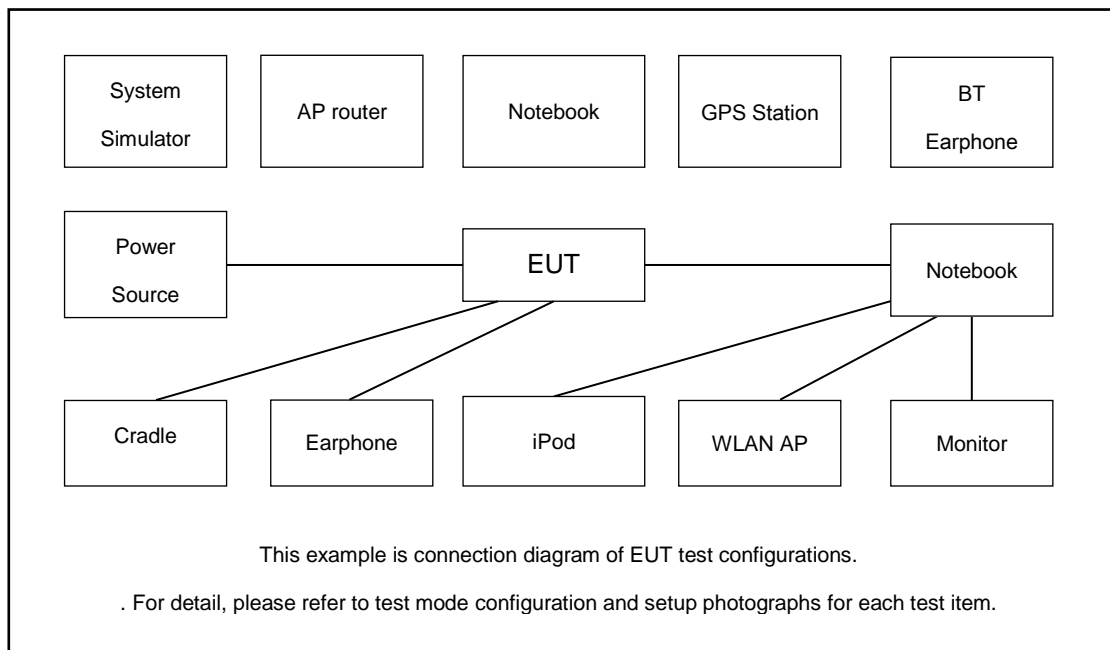 System
Simulator
AP router
Notebook
GPS Station
BT
Earphone
Power
Source
EUT
Notebook
Cradle
Earphone
iPod
WLAN AP
Monitor
This example is connection diagram of EUT test configurations.
. For detail, please refer to test mode configuration and setup photographs for each test item.